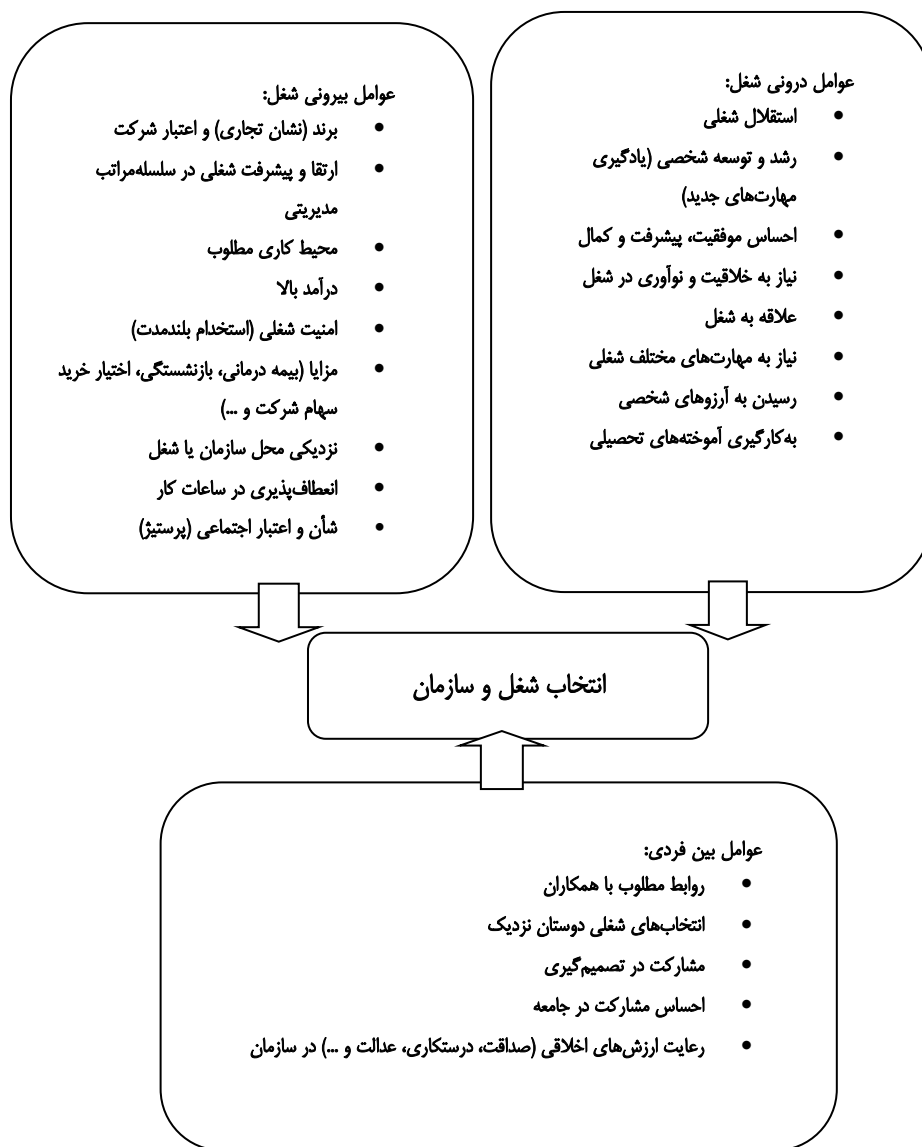 عوامل درونی شغل:
• استقلال شغلی
• رشد و توسعه شخصی (یادگیری
مهارت‌های جدید)
• احساس موفقیت، پیشرفت و کمال
• نیاز به خلاقیت و نوآوری در شغل
• علاقه به شغل
• نیاز به مهارت‌های مختلف شغلی
• رسیدن به آرزوهای شخصی
• به‌کارگیری آموخته‌های تحصیلی
عوامل بیرونی شغل:
• برند (نشان تجاری) و اعتبار شرکت
• ارتقا و پیشرفت شغلی در سلسله‌مراتب
مدیریتی
• محیط کاری مطلوب
• درآمد بالا
• امنیت شغلی (استخدام بلندمدت)
• مزایا (بیمه درمانی، بازنشستگی، اختیار خرید
سهام شرکت و ...)
• نزدیکی محل سازمان یا شغل
• انعطاف‌پذیری در ساعات کار
• شأن و اعتبار اجتماعی (پرستیژ)
انتخاب شغل و سازمان
عوامل بین فردی:
• روابط مطلوب با همکاران
• انتخاب‌های شغلی دوستان نزدیک
• مشارکت در تصمیم‌گیری
• احساس مشارکت در جامعه
• رعایت ارزش‌های اخلاقی (صداقت، درستکاری، عدالت و ...) در سازمان